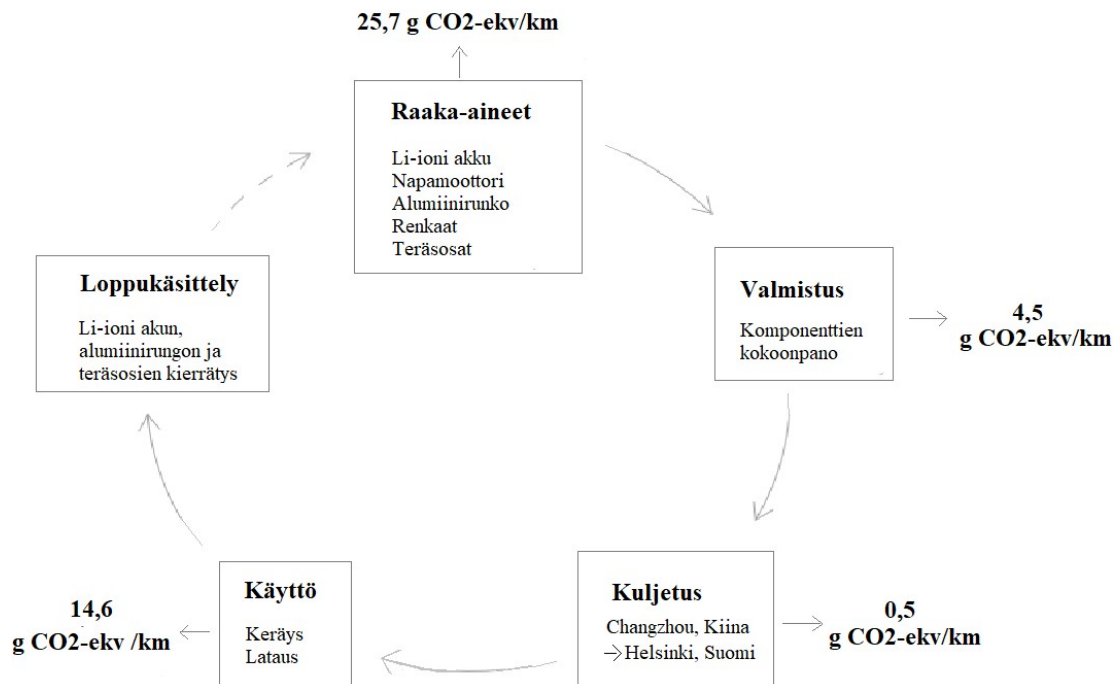 25,7 g CO2-ekv/km
Raaka-aineet
Li-ioni akku
Napamoottori
Alumiinirunko
Renkaat
Teräsosat
Valmistus
Komponenttien
kokoonpano
4,5
g CO2-ekv/km
Kuljetus
Changzhou, Kiina
Helsinki, Suomi
0,5
g CO2-ekv/km
Käyttö
Keräys
Lataus
14,6
g CO2-ekv /km
Loppukäsittely
Li-ioni akun,
alumiinirungon ja
teräsosien kierrätys